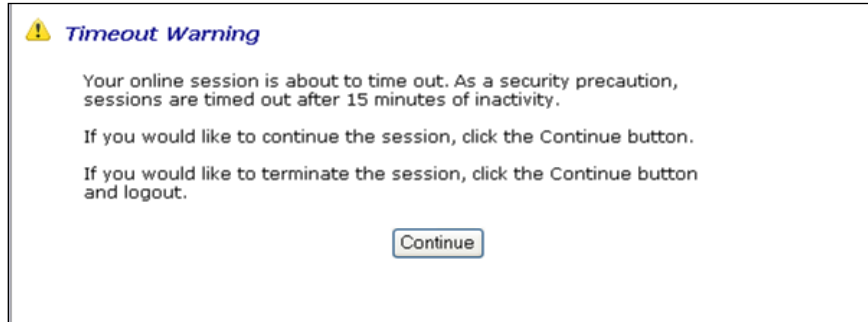 Timeout Warning
Your online session is about to time out. As a security precaution,
sessions are timed out after 15 minutes of inactivity.
If you would like to continue the session, click the Continue button.
If you would like to terminate the session, click the Continue button
and logout.
Continue